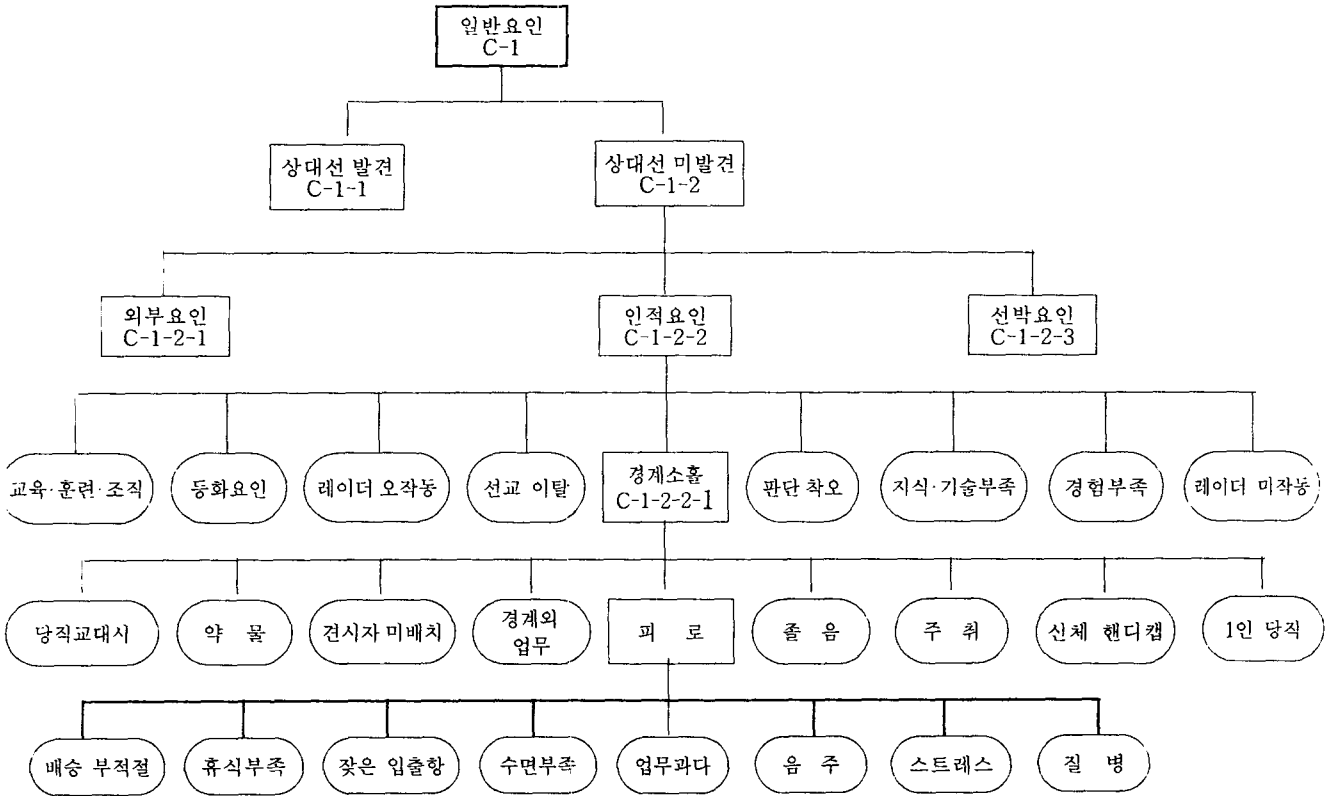 일반요인
C-1
상대선 발견
C-1-1
상대선 미발견
C-1-2
외부요인
C-1-2-1
인적요인
C-1-2-2
선박요인
C-1-2-3
교육·훈련·조직
등화요인
레이더 오작동
선교 이탈
경계소홀
C-1-2-2-1
판단 착오
지식·기술부족
경험부족
레이더 미작동
당직교대시
약 물
견시자 미배치
경계외
업무
피 로
졸 음
주 취
신체 핸디캡
1인 당직
배승 부적절
휴식부족
잦은 입출항
수면부족
업무과다
음 주
스트레스
질 병